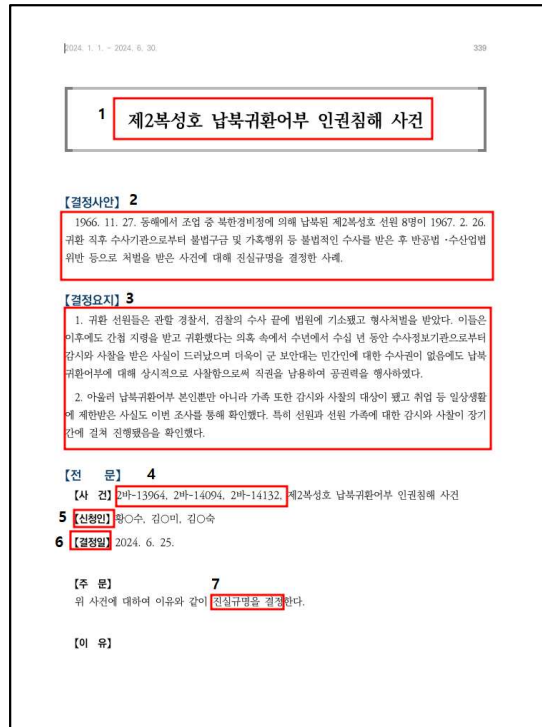 2024. 1. 1. - 2024. 6. 30.
339
1
제2복성호 납북귀환어부 인권침해 사건
【결정사안】 2
1966. 11. 27. 동해에서 조업 중 북한경비정에 의해 납북된 제2복성호 선원 8명이 1967. 2. 26.
귀환 직후 수사기관으로부터 불법구금 및 가혹행위 등 불법적인 수사를 받은 후 반공법·수산업법
위반 등으로 처벌을 받은 사건에 대해 진실규명을 결정한 사례.
【결정요지】 3
1. 귀환 선원들은 관할 경찰서, 검찰의 수사 끝에 법원에 기소됐고 형사처벌을 받았다. 이들은
이후에도 간첩 지령을 받고 귀환했다는 의혹 속에서 수년에서 수십 년 동안 수사정보기관으로부터
감시와 사찰을 받은 사실이 드러났으며 더욱이 군 보안대는 민간인에 대한 수사권이 없음에도 납북
귀환어부에 대해 상시적으로 사찰함으로써 직권을 남용하여 공권력을 행사하였다.
2. 아울러 납북귀환어부 본인뿐만 아니라 가족 또한 감시와 사찰의 대상이 됐고 취업 등 일상생활
에 제한받은 사실도 이번 조사를 통해 확인했다. 특히 선원과 선원 가족에 대한 감시와 사찰이 장기
간에 걸쳐 진행됐음을 확인했다.
【전 문】 4
【사 건】 2바-13964, 2바-14094, 2바-14132, 제2복성호 납북귀환어부 인권침해 사건
5 【신청인】 황○수, 김○미, 김○숙
6 【결정일】 2024. 6. 25.
【주 문】 7
위 사건에 대하여 이유와 같이 진실규명을 결정한다.
【이 유】